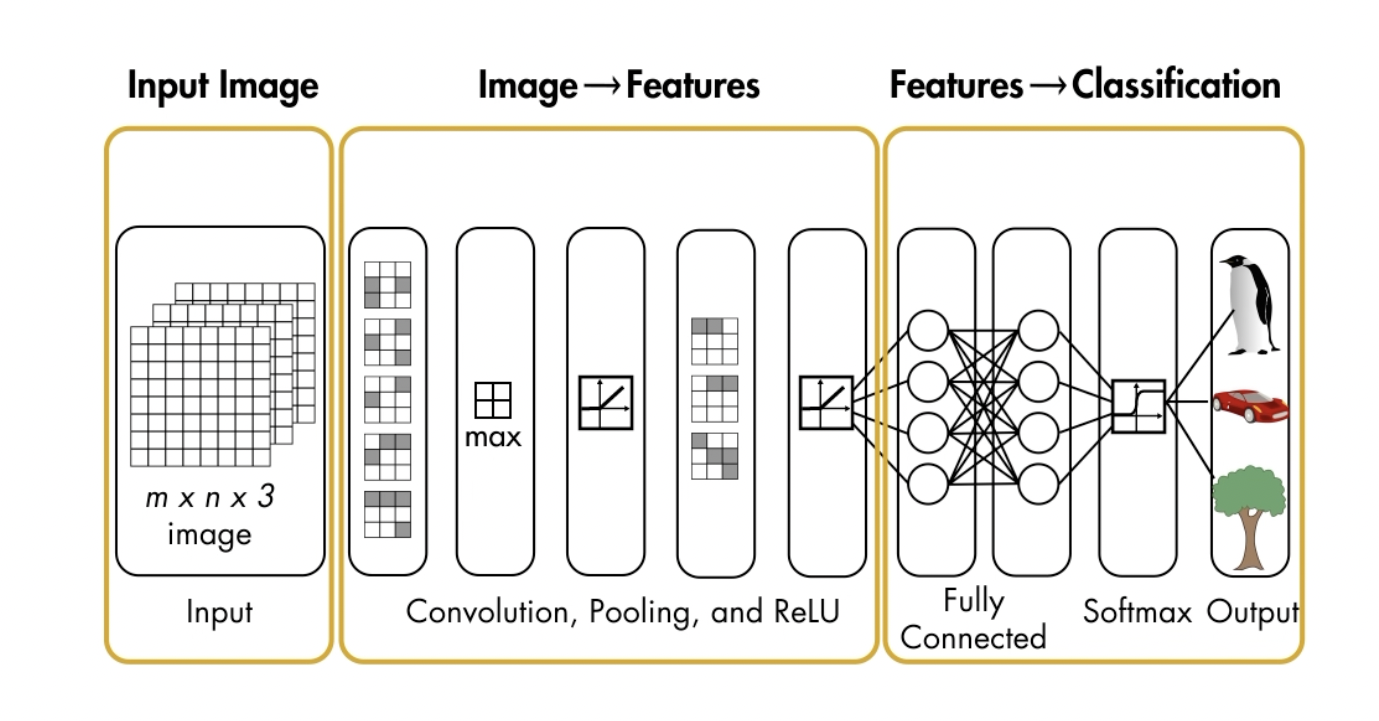 Input Image
Image→Features
Features→Classification
max
m x n x 3
image
Input
Convolution, Pooling, and ReLU
Fully
Connected
Softmax
Output